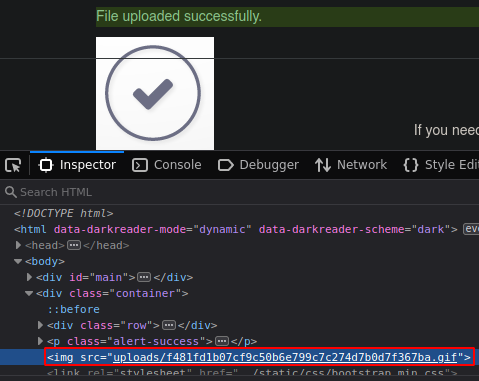 File uploaded successfully.
If you need
Inspector Console Debugger Network Style Edi
Search HTML
<!DOCTYPE html>
<html data-darkreader-mode="dynamic" data-darkreader-scheme="dark"> eve
<head>…</head>
<body>
<div id="main">…</div>
<div class="container">
::before
<div class="row">…</div>
<p class="alert-success">…</p>
<img src="uploads/f481fd1b07cf9c50b6e799c7c274d7b0d7f367ba.gif">
<link rel="stylesheet" href="./static/css/bootstrap.min.css">